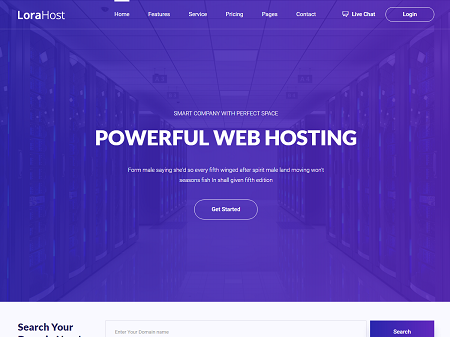 LoraHost
Home Features Service Pricing Pages Contact Live Chat Login
SMART COMPANY WITH PERFECT SPACE
POWERFUL WEB HOSTING
Form male saying she'd so every fifth winged after spirit male land moving won't
seasons fish In shall given fifth edition
Get Started
Search Your
Enter Your Domain name
Search